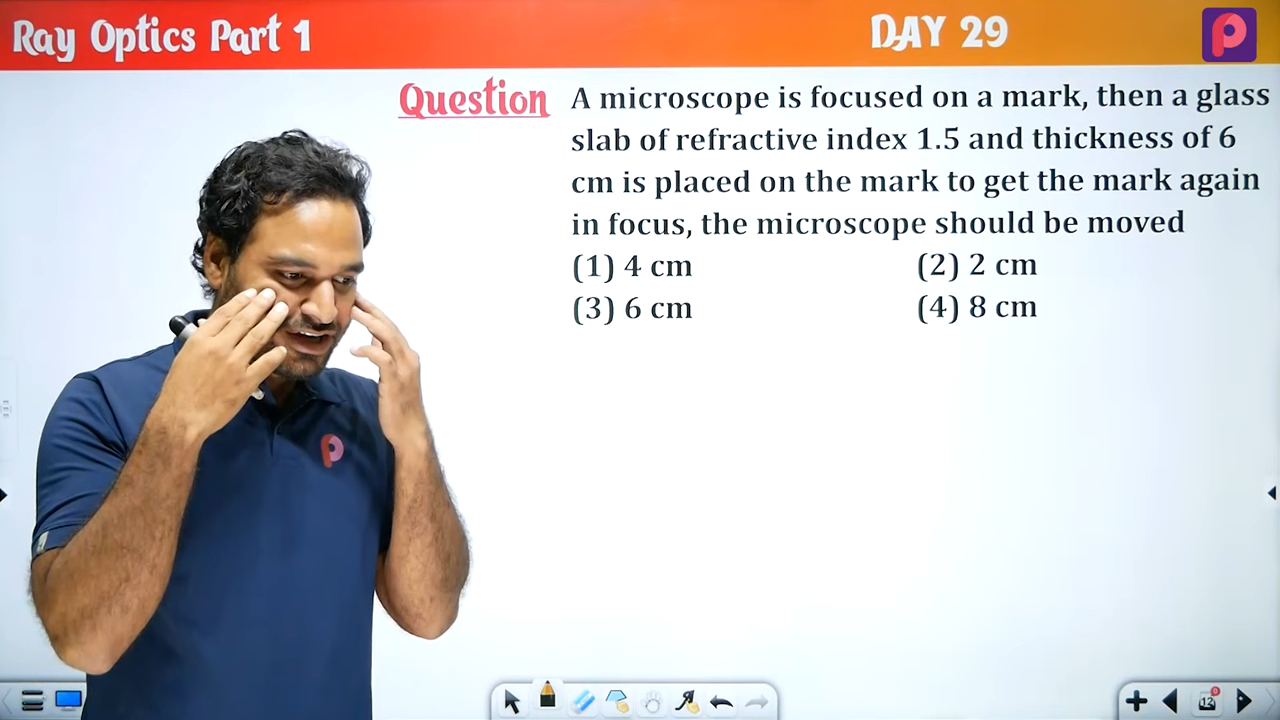 Ray Optics Part 1
DAY 29
Question
A microscope is focused on a mark, then a glass
slab of refractive index 1.5 and thickness of 6
cm is placed on the mark to get the mark again
in focus, the microscope should be moved
(1) 4 cm
(2) 2 cm
(3) 6 cm
(4) 8 cm
12